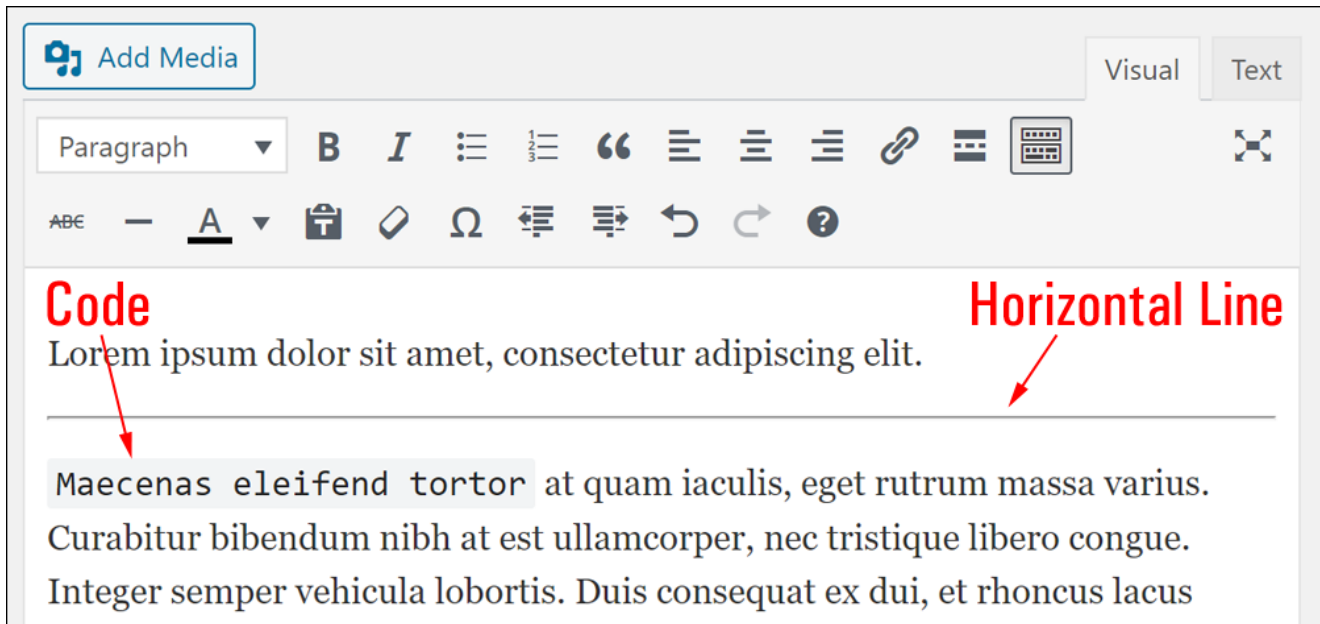 Add Media
Visual Text
Paragraph B I
ABC A T Ω ?
Code Horizontal Line
Lorem ipsum dolor sit amet, consectetur adipiscing elit.
Maecenas eleifend tortor at quam iaculis, eget rutrum massa varius.
Curabitur bibendum nibh at est ullamcorper, nec tristique libero congue.
Integer semper vehicula lobortis. Duis consequat ex dui, et rhoncus lacus